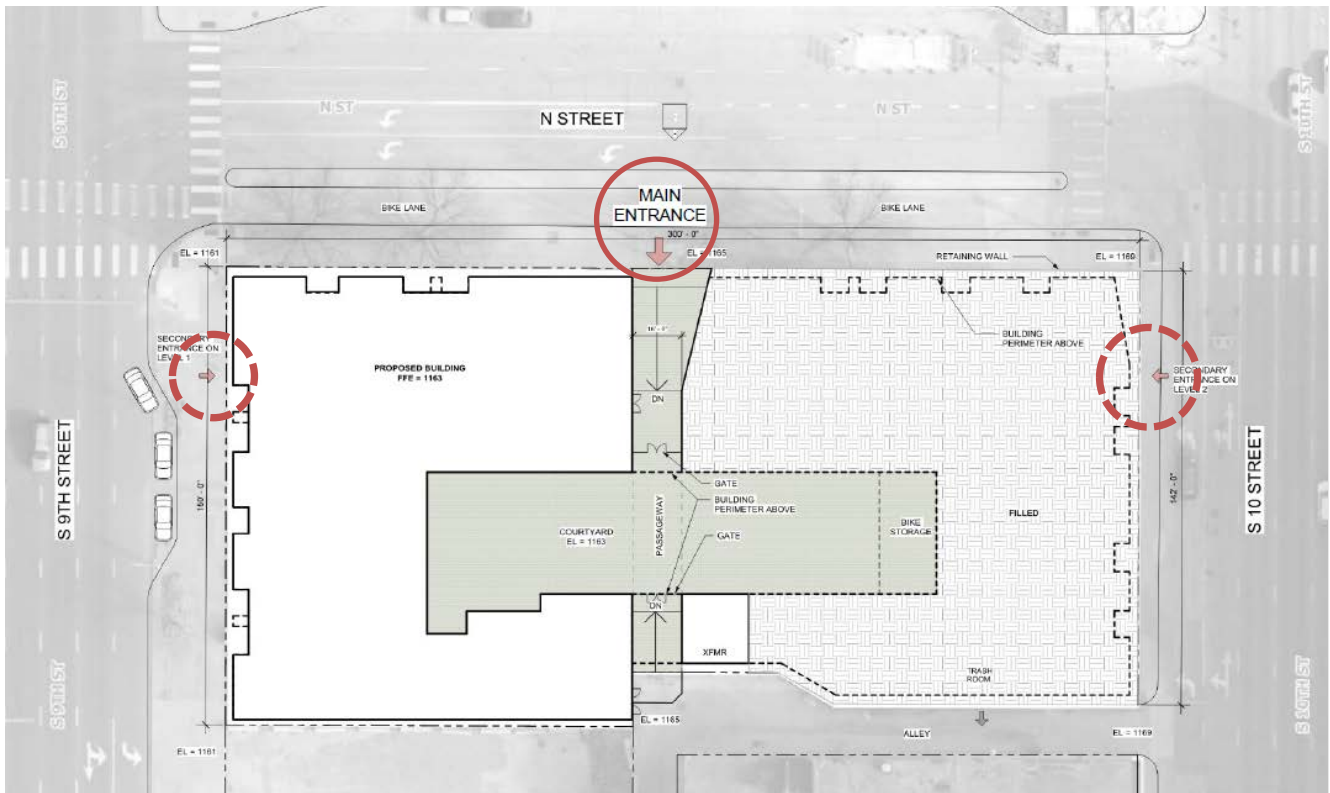 N ST
N ST
N STREET
S 9TH ST
S 10TH ST
MAIN
ENTRANCE
BIKE LANE
BIKE LANE
300' - 0"
EL = 1161
EL = 1165
RETAINING WALL
EL = 1169
SECONDARY
ENTRANCE ON
LEVEL 1
PROPOSED BUILDING
FFE = 1163
16' - 0"
BUILDING
PERIMETER ABOVE
SECONDARY
ENTRANCE ON
LEVEL 2
DN
S 9TH STREET
150' - 0"
GATE
BUILDING
PERIMETER ABOVE
COURTYARD
EL = 1163
PASSAGEWAY
GATE
BIKE
STORAGE
FILLED
142' - 0"
S 10 STREET
DN
XFMR
TRASH
ROOM
S 9TH ST
S 10TH ST
EL = 1165
ALLEY
EL = 1169
EL = 1161